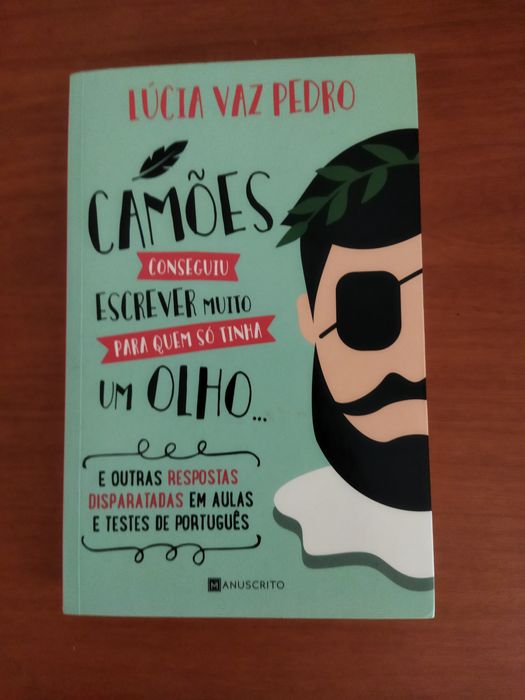 LÚCIA VAZ PEDRO
CAMÕES
CONSEGUIU
ESCREVER MUITO
PARA QUEM SÓ TINHA
UM OLHO...
E OUTRAS RESPOSTAS
DISPARATADAS EM AULAS
E TESTES DE PORTUGUÊS
MANUSCRITO